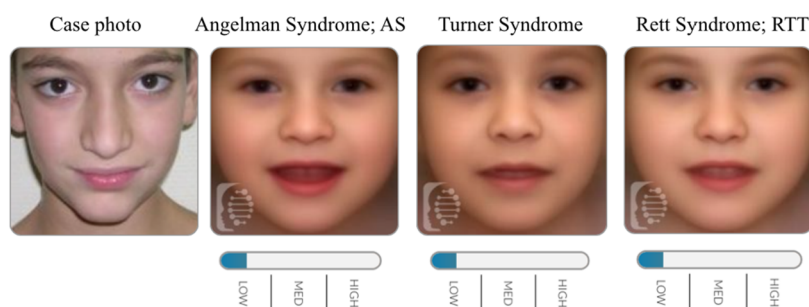 Case photo
Angelman Syndrome; AS
Turner Syndrome
Rett Syndrome; RTT
LOW
MED
HIGH
LOW
MED
HIGH
LOW
MED
HIGH